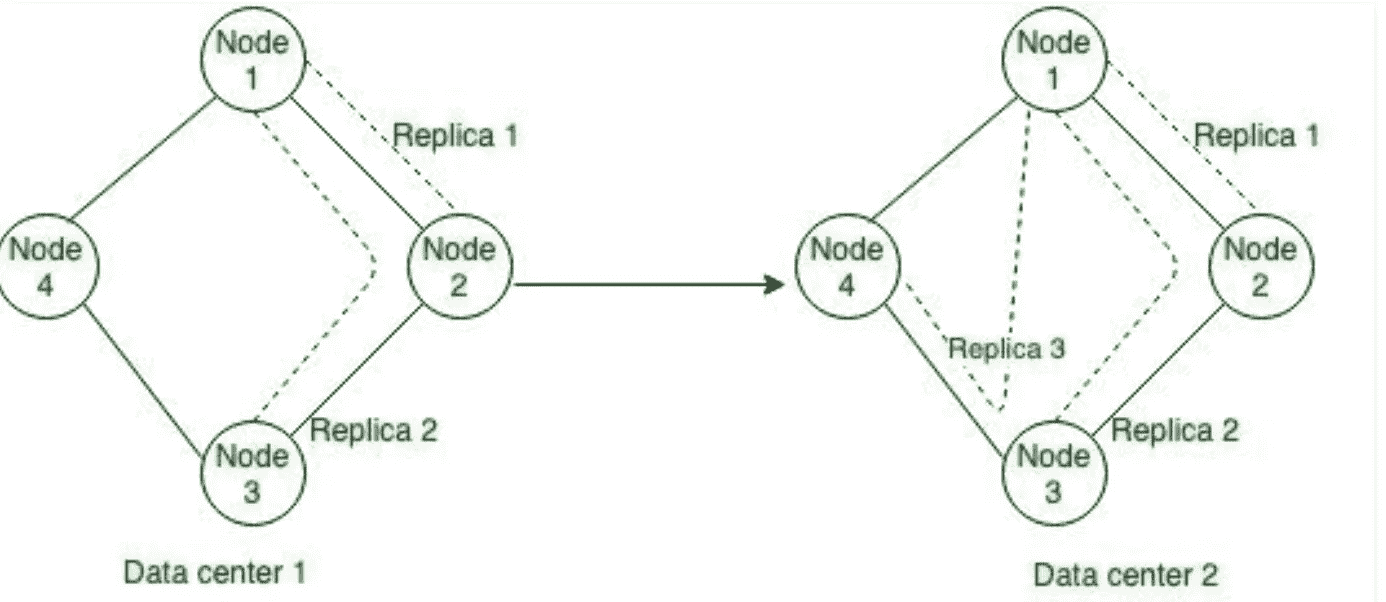 Node
1
Replica 1
Node
4
Node
2
Replica 2
Node
3
Data center 1
Node
1
Replica 1
Node
4
Node
2
Replica 3
Replica 2
Node
3
Data center 2